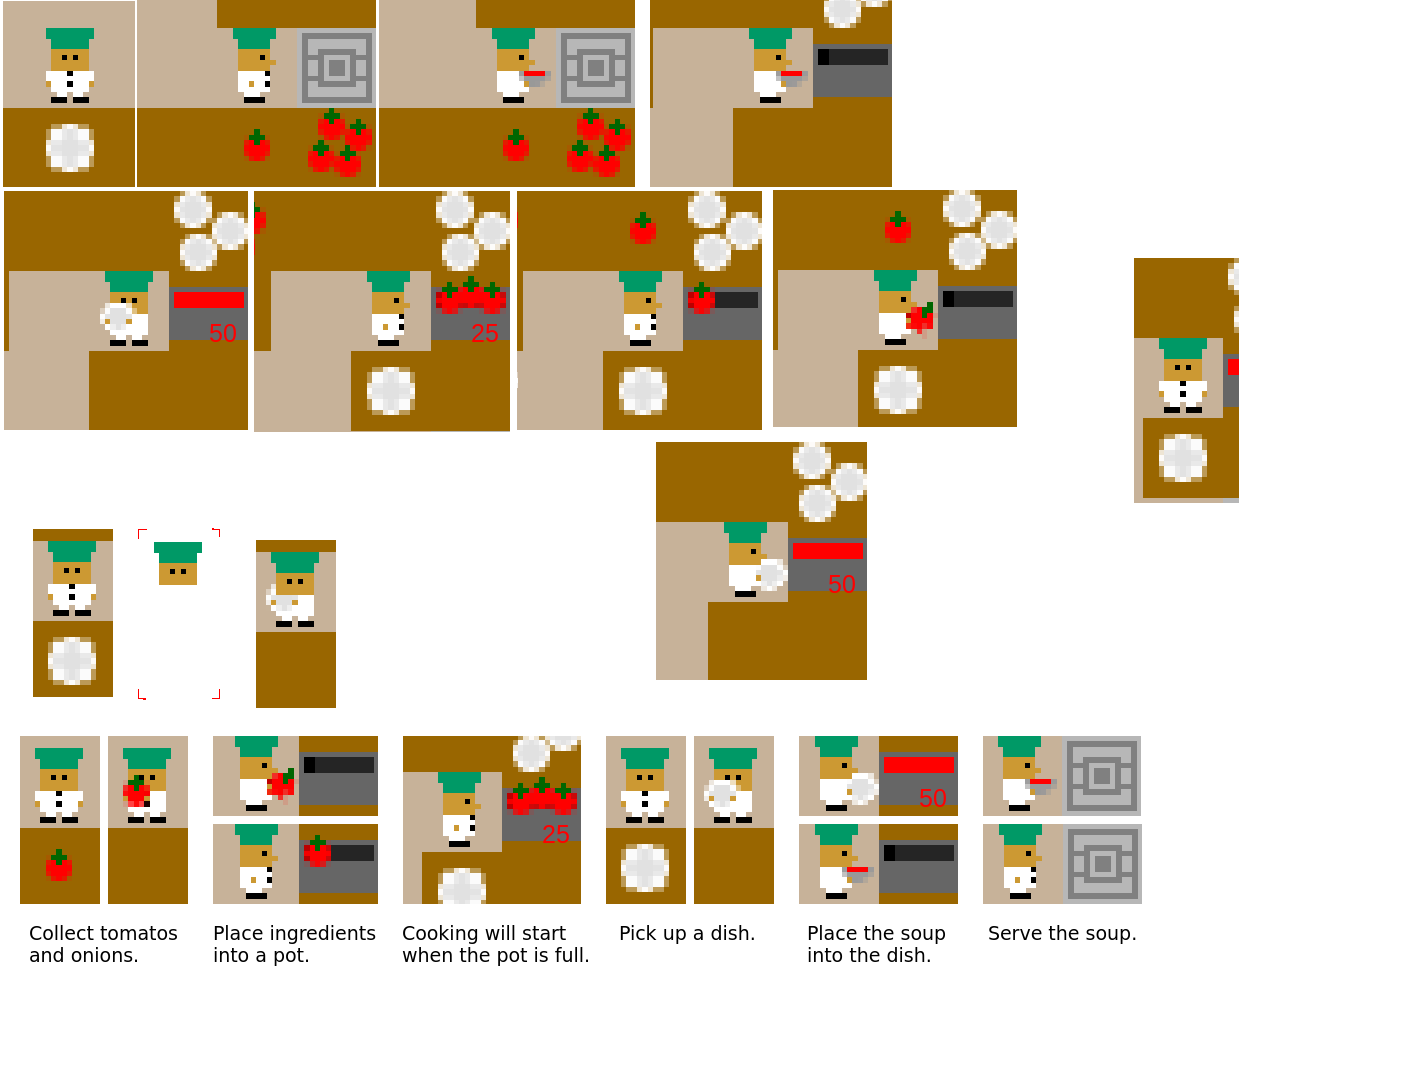 50
25
50
50
25
Collect tomatos
and onions.
Place ingredients
into a pot.
Cooking will start
when the pot is full.
Pick up a dish.
Place the soup
into the dish.
Serve the soup.